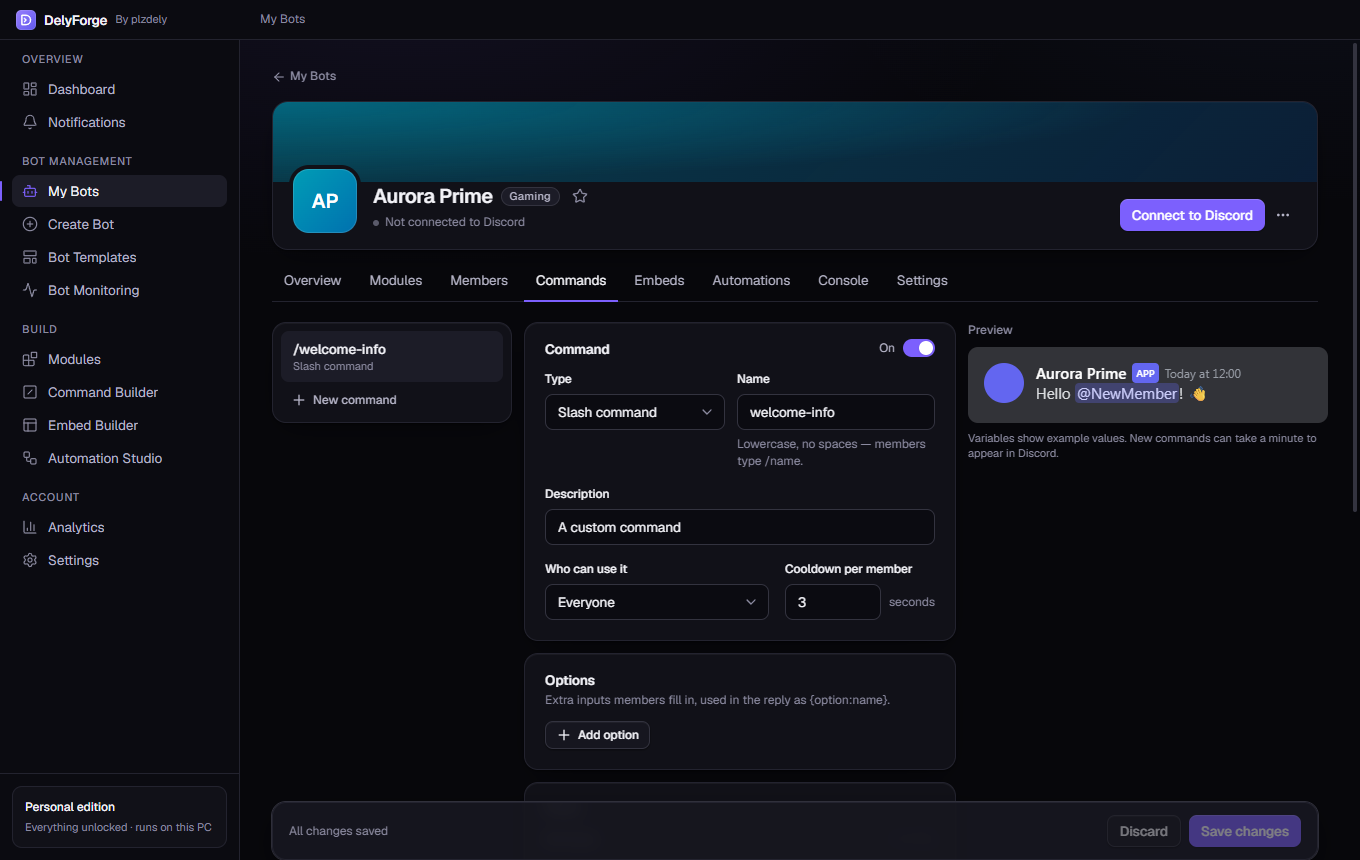 DelyForge By plzdely
My Bots
OVERVIEW
Dashboard
Notifications
BOT MANAGEMENT
My Bots
Create Bot
Bot Templates
Bot Monitoring
BUILD
Modules
Command Builder
Embed Builder
Automation Studio
ACCOUNT
Analytics
Settings
Personal edition
Everything unlocked · runs on this PC
← My Bots
AP
Aurora Prime Gaming
Not connected to Discord
Connect to Discord
Overview Modules Members Commands Embeds Automations Console Settings
/welcome-info
Slash command
New command
Command On
Type Name
Slash command welcome-info
Lowercase, no spaces — members
type /name.
Description
A custom command
Who can use it Cooldown per member
Everyone 3 seconds
Options
Extra inputs members fill in, used in the reply as {option:name}.
Add option
Preview
Aurora Prime APP Today at 12:00
Hello @NewMember! 👋
Variables show example values. New commands can take a minute to
appear in Discord.
All changes saved Discard Save changes